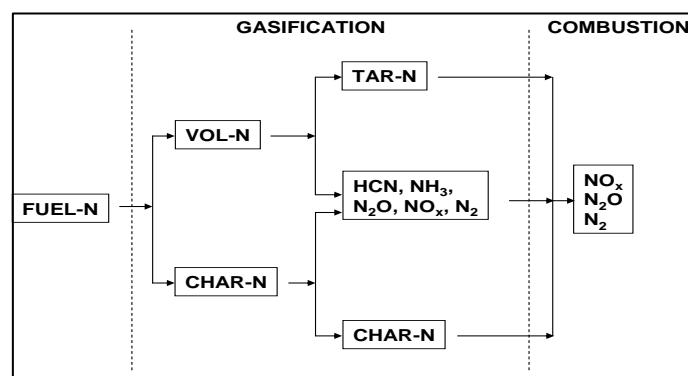 GASIFICATION
COMBUSTION
TAR-N
VOL-N
HCN, NH₃,
N₂O, NOₓ, N₂
NOₓ
N₂O
N₂
FUEL-N
CHAR-N
CHAR-N